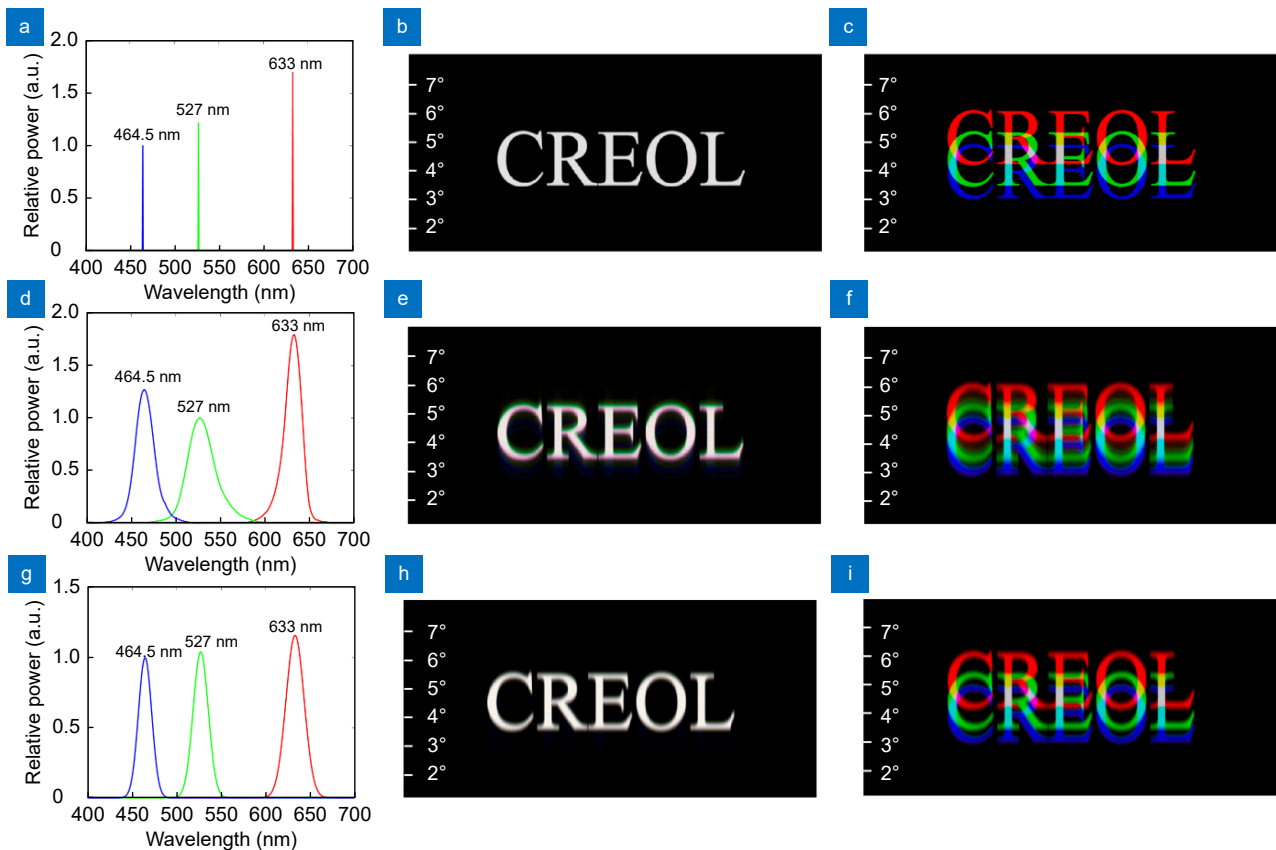 a
2.0
1.5
1.0
0.5
0
Relative power (a.u.)
464.5 nm
527 nm
633 nm
400 450 500 550 600 650 700
Wavelength (nm)
b
7°
6°
5°
4°
3°
2°
CREOL
c
7°
6°
5°
4°
3°
2°
CREOL
CREOL
CREOL
d
2.0
1.5
1.0
0.5
0
Relative power (a.u.)
464.5 nm
527 nm
633 nm
400 450 500 550 600 650 700
Wavelength (nm)
e
7°
6°
5°
4°
3°
2°
CREOL
f
7°
6°
5°
4°
3°
2°
CREOL
CREOL
CREOL
g
1.5
1.0
0.5
0
Relative power (a.u.)
464.5 nm
527 nm
633 nm
400 450 500 550 600 650 700
Wavelength (nm)
h
7°
6°
5°
4°
3°
2°
CREOL
i
7°
6°
5°
4°
3°
2°
CREOL
CREOL
CREOL